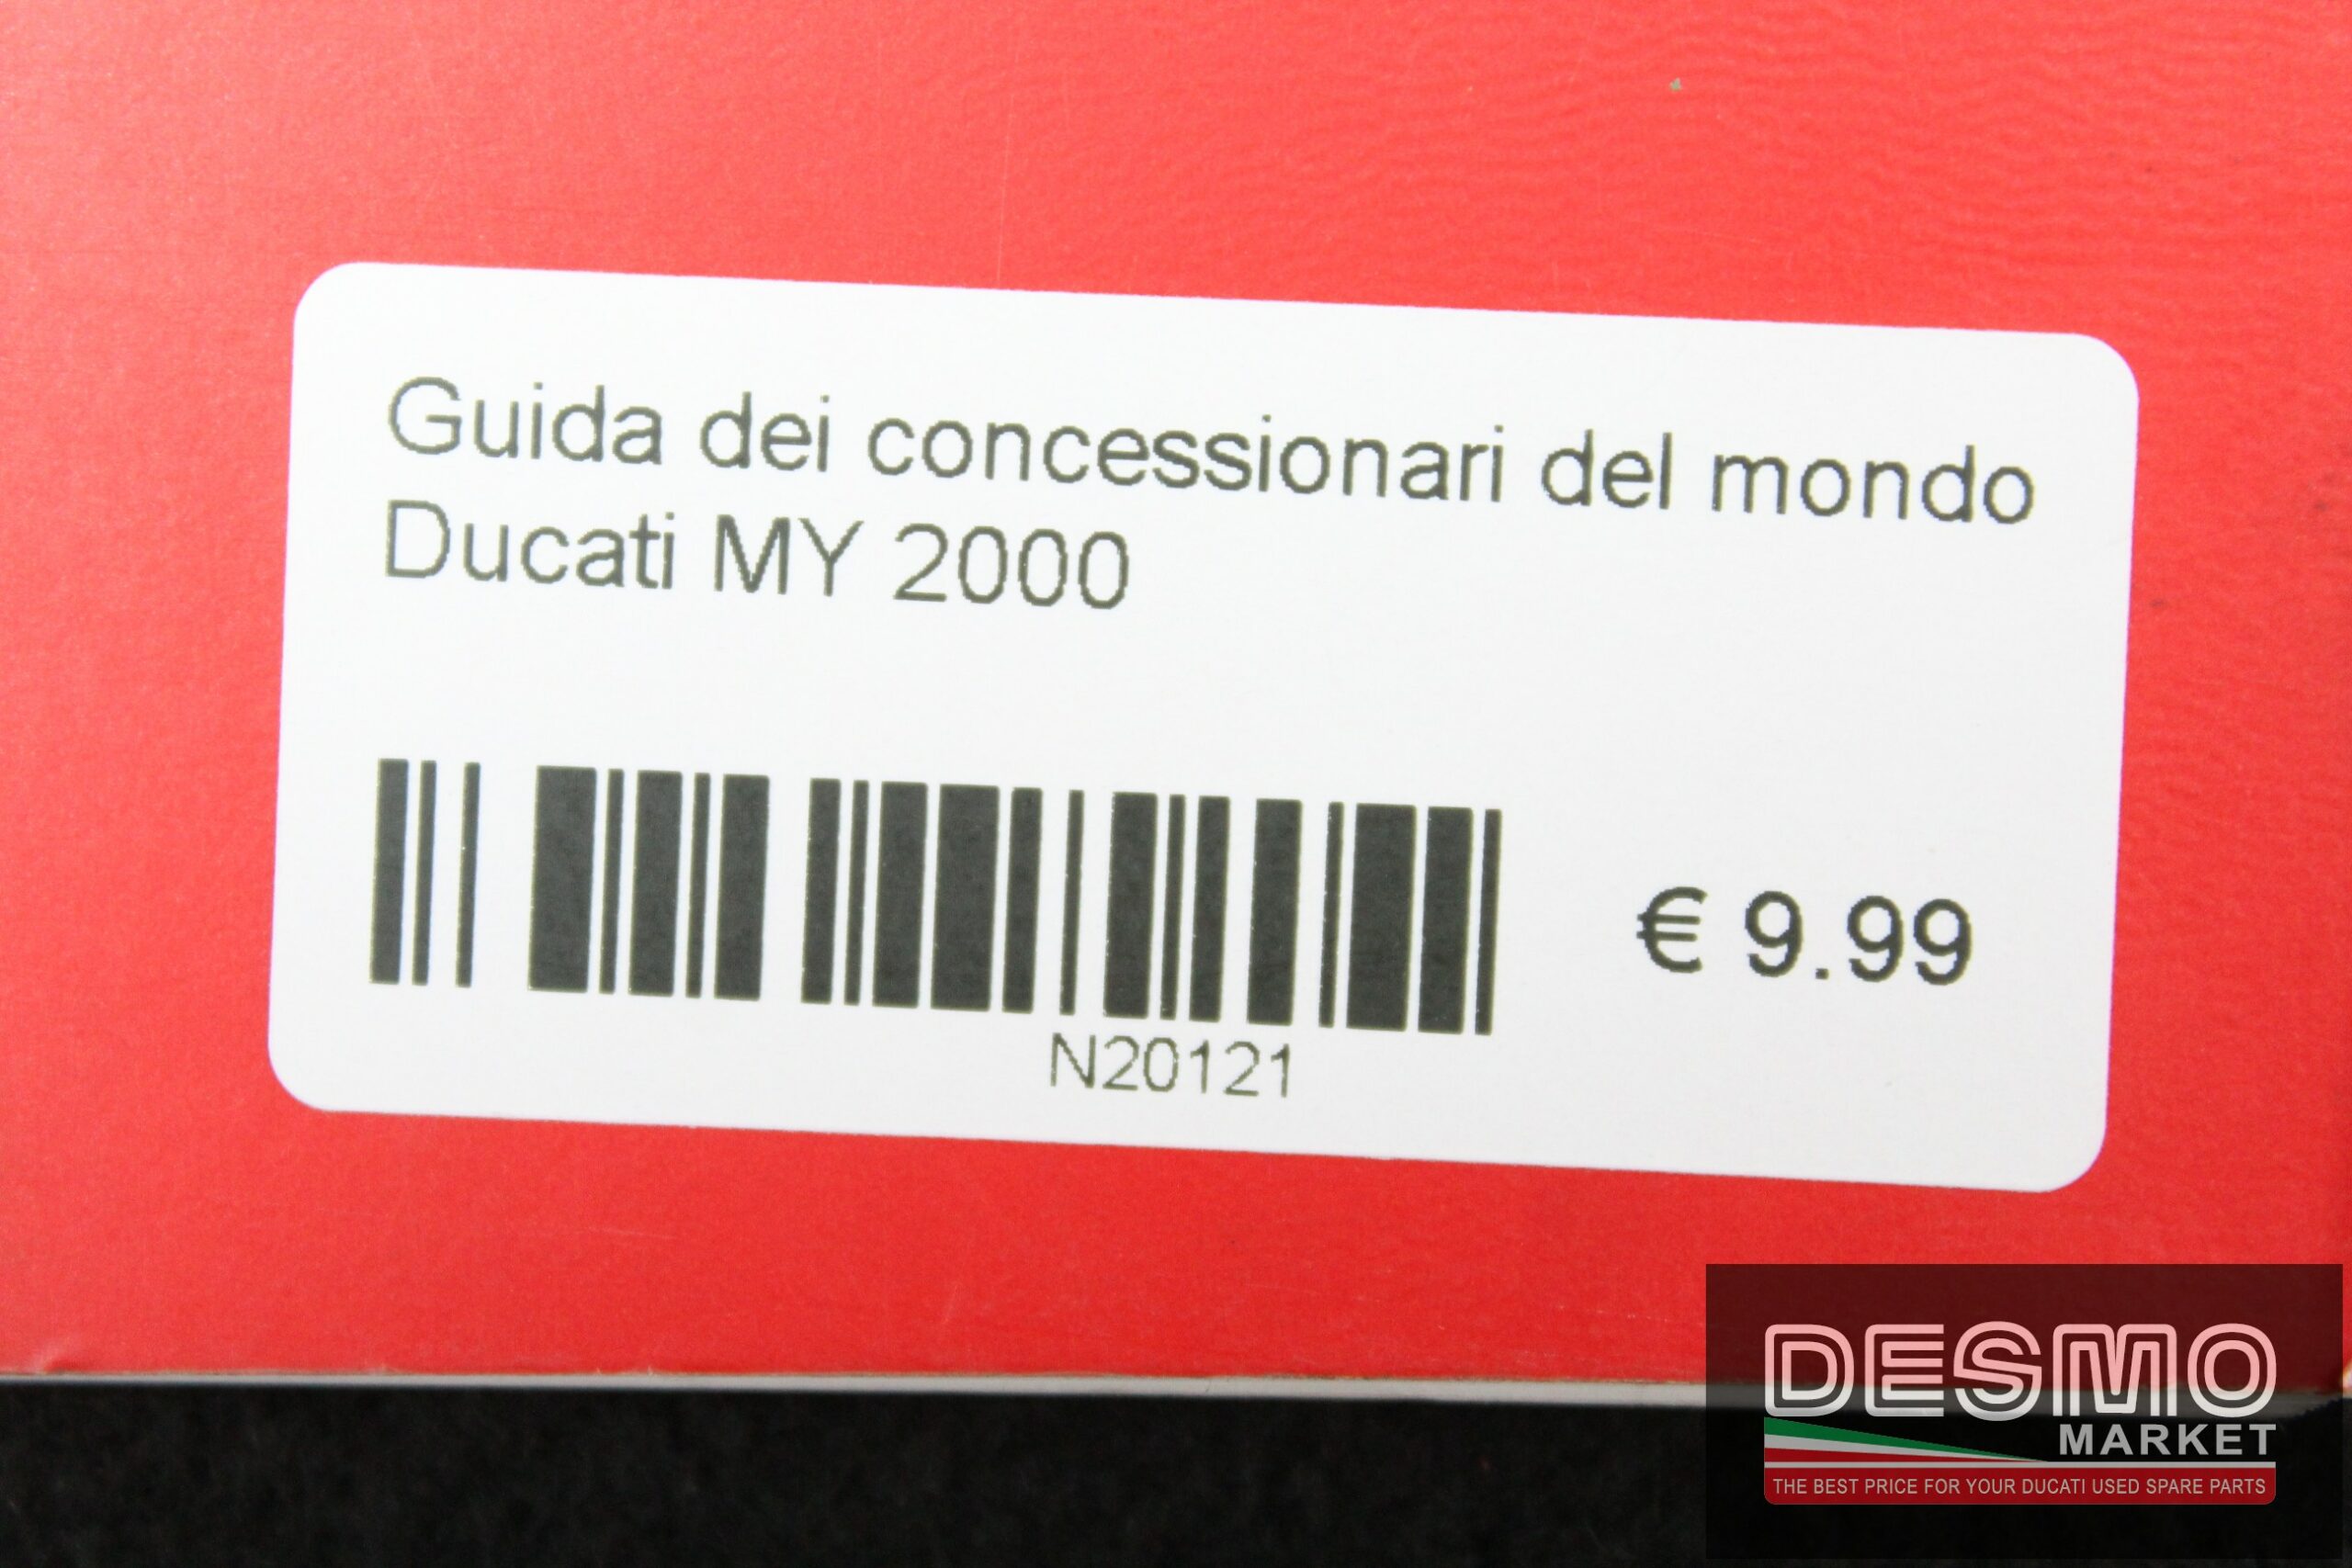 Guida dei concessionari del mondo
Ducati MY 2000
€ 9.99
N20121
DESMO
MARKET
THE BEST PRICE FOR YOUR DUCATI USED SPARE PARTS